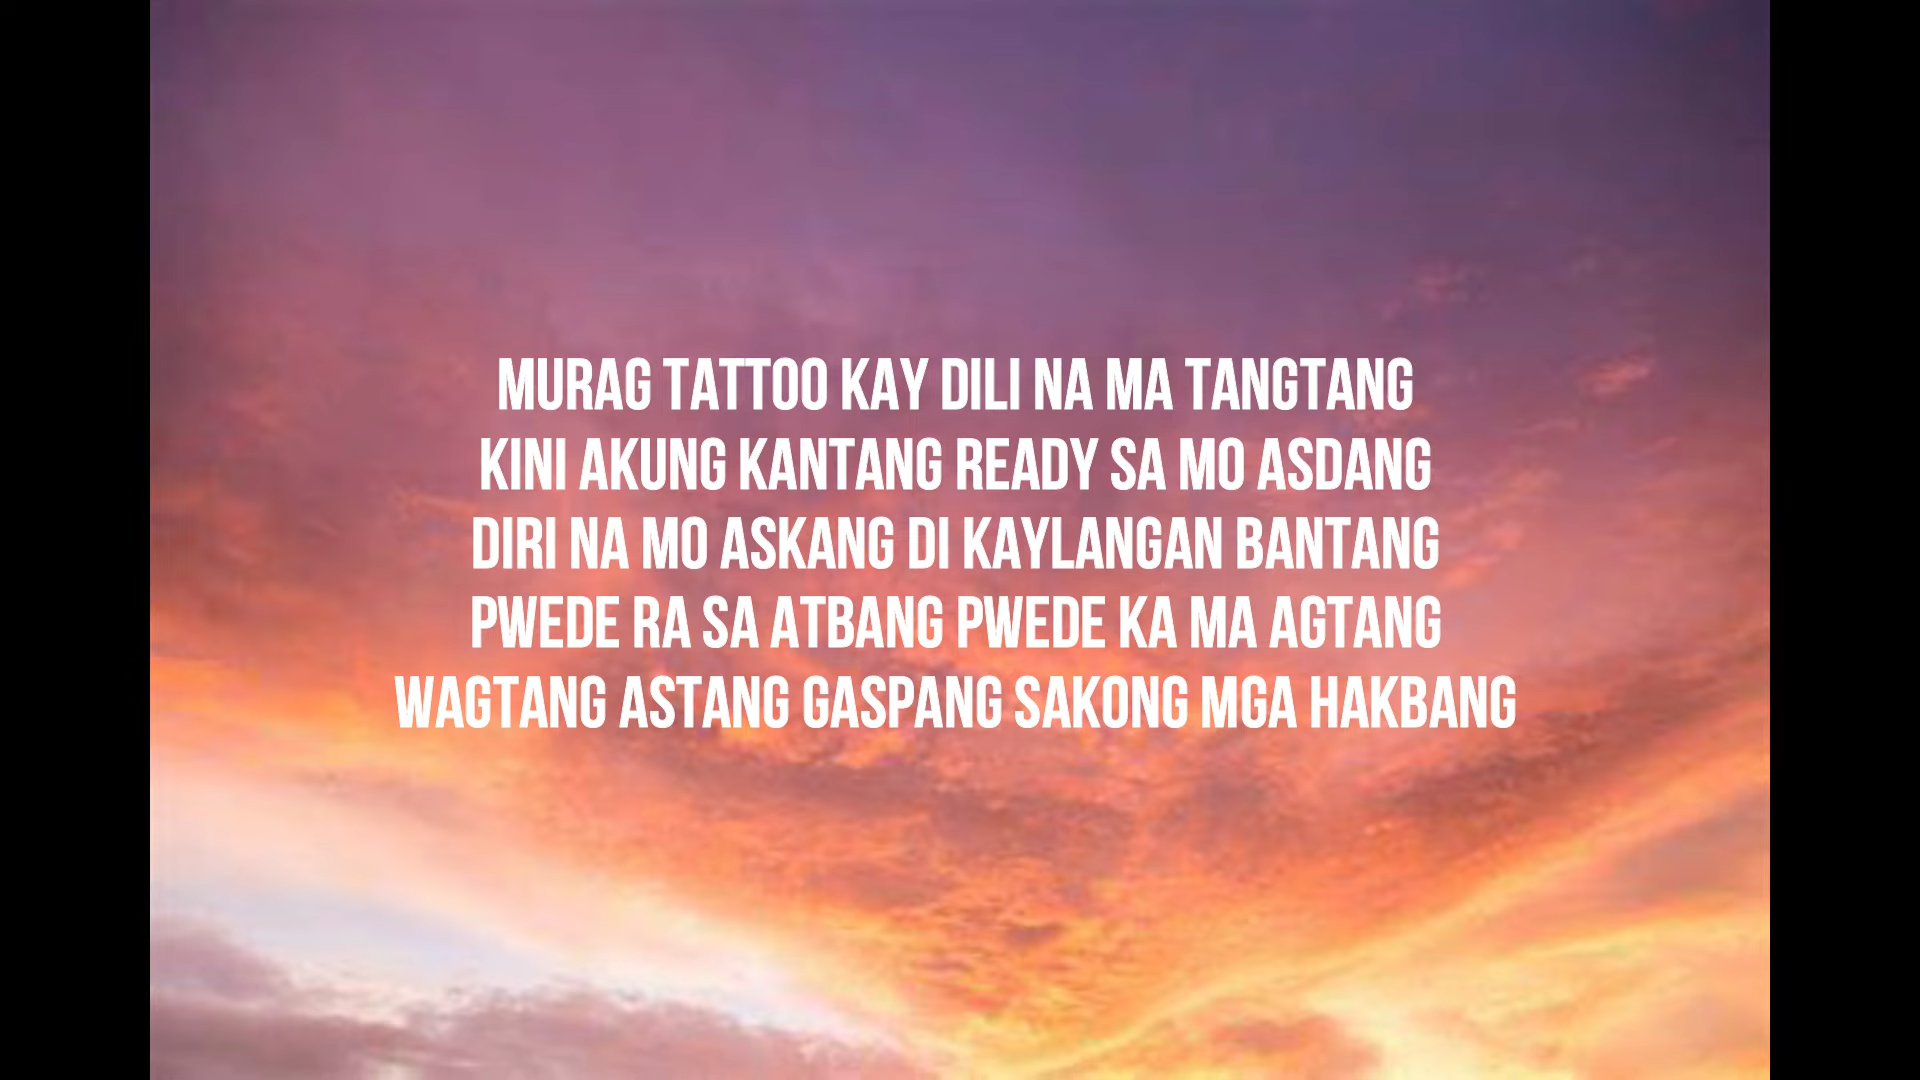 MURAG TATTOO KAY DILI NA MA TANGTANG
KINI AKUNG KANTANG READY SA MO ASDANG
DIRI NA MO ASKANG DI KAYLANGAN BANTANG
PWEDE RA SA ATBANG PWEDE KA MA AGTANG
WAGTANG ASTANG GASPANG SAKONG MGA HAKBANG